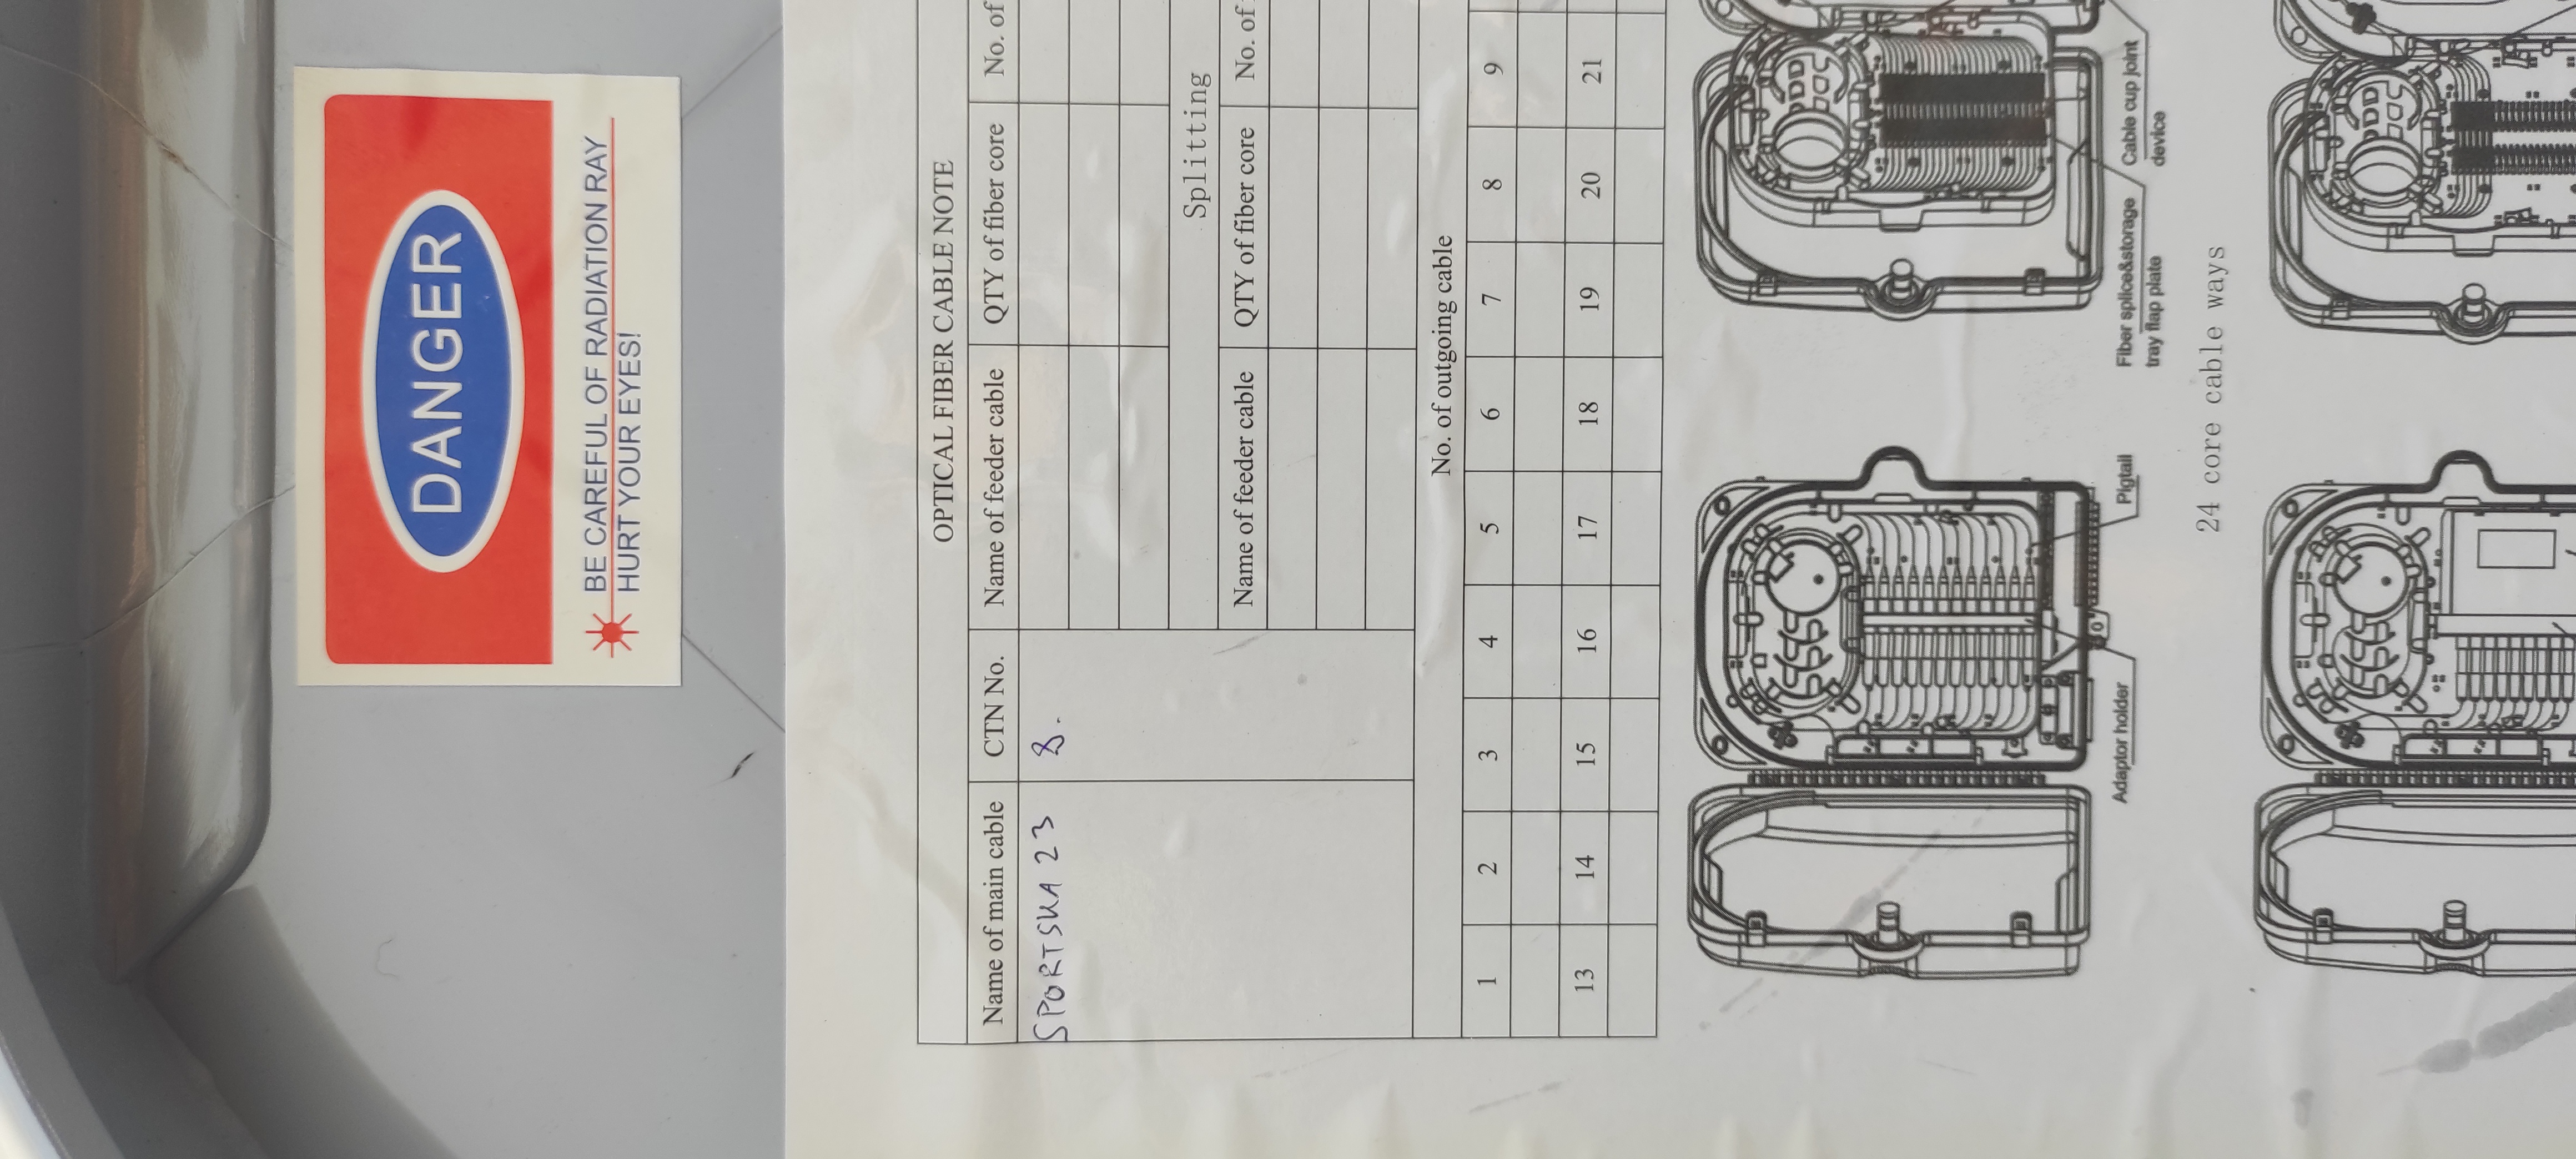 DANGER
BE CAREFUL OF RADIATION RAY
HURT YOUR EYES!
OPTICAL FIBER CABLE NOTE
Name of main cable CTN No. Name of feeder cable QTY of fiber core No. of
SPORTSKA 23 8.
Splitting
Name of feeder cable QTY of fiber core No. of
No. of outgoing cable
1 2 3 4 5 6 7 8 9
13 14 15 16 17 18 19 20 21
Adaptor holder
Pigtail
Fiber splice&storage
tray flap plate
Cable cup joint
device
24 core cable ways